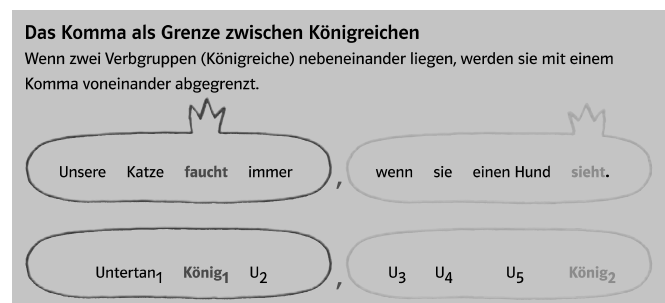 Das Komma als Grenze zwischen Königreichen
Wenn zwei Verbgruppen (Königreiche) nebeneinander liegen, werden sie mit einem
Komma voneinander abgegrenzt.
Unsere Katze faucht immer , wenn sie einen Hund sieht.
Untertan₁ König₁ U₂ , U₃ U₄ U₅ König₂